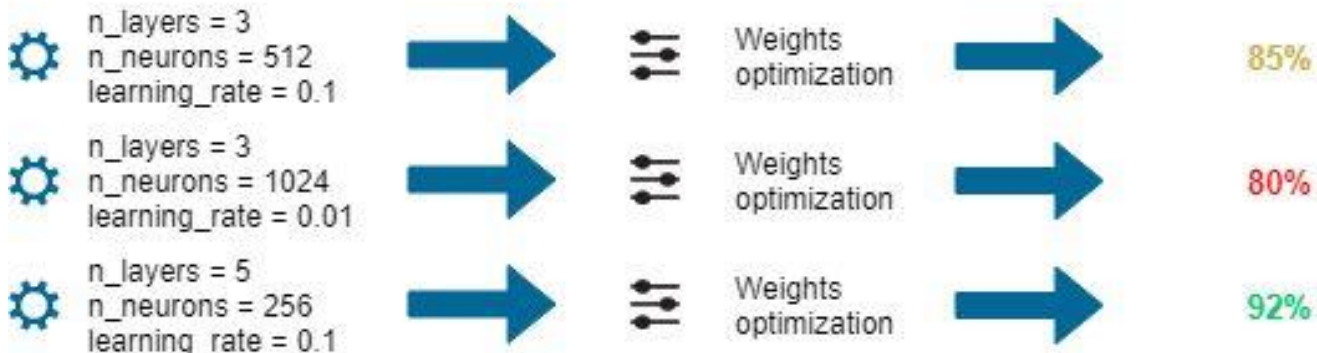 n_layers = 3
n_neurons = 512
learning_rate = 0.1
Weights
optimization
85%
n_layers = 3
n_neurons = 1024
learning_rate = 0.01
Weights
optimization
80%
n_layers = 5
n_neurons = 256
learning_rate = 0.1
Weights
optimization
92%